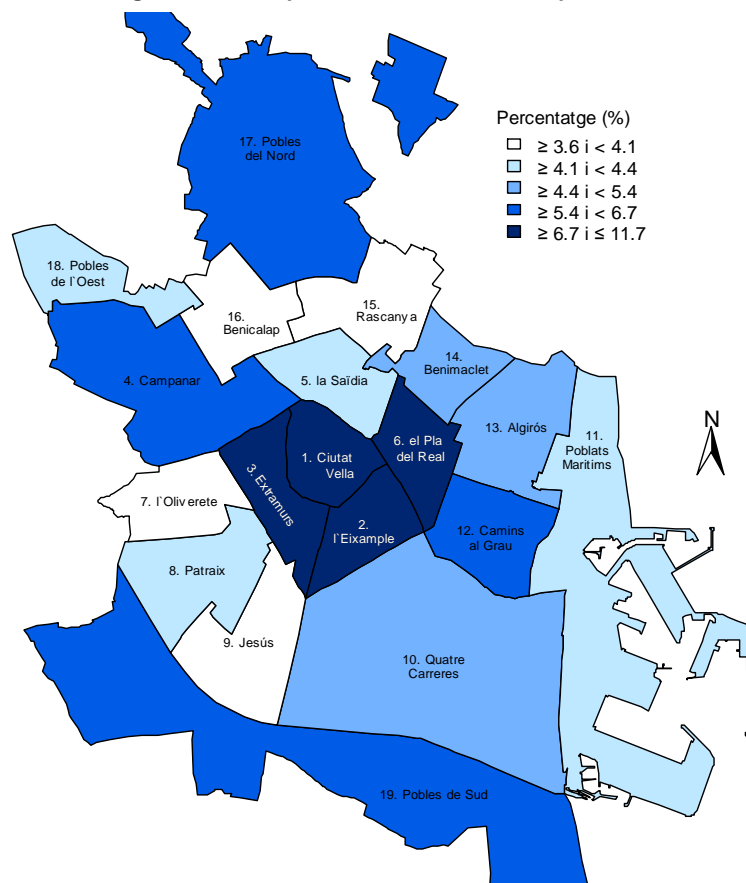 Percentatge (%)
≥ 3.6 i < 4.1
≥ 4.1 i < 4.4
≥ 4.4 i < 5.4
≥ 5.4 i < 6.7
≥ 6.7 i ≤ 11.7
17. Pobles
del Nord
18. Pobles
de l`Oest
16.
Benicalap
15.
Rascanya
14.
Benimaclet
4. Campanar
5. la Saïdia
13. Algirós
11.
Poblats
Maritims
N
6. el Pla
del Real
1. Ciutat
Vella
3. Extramurs
7. l`Oliverete
2.
l`Eixample
12. Camins
al Grau
8. Patraix
9. Jesús
10. Quatre
Carreres
19. Pobles de Sud